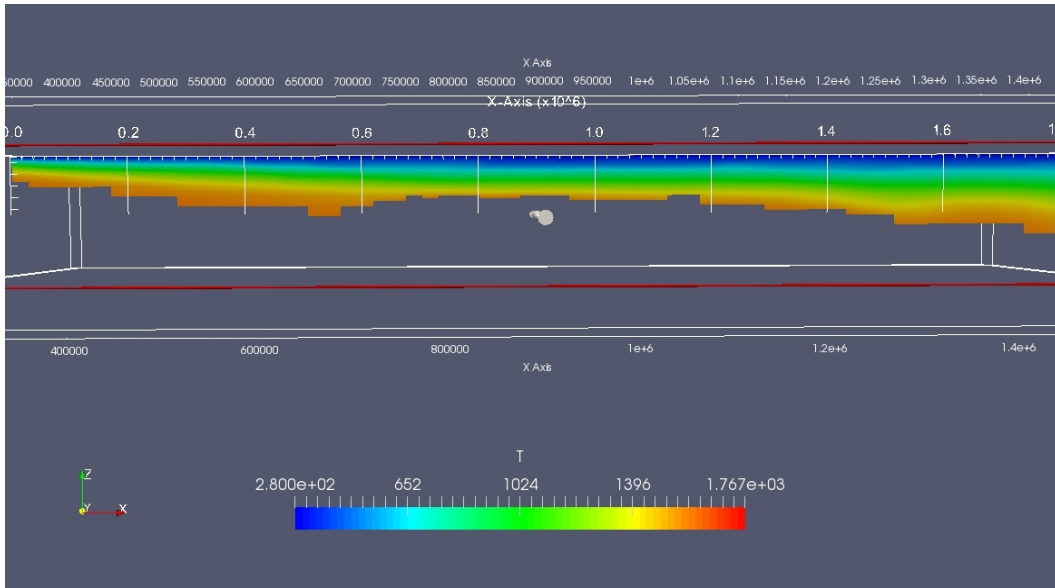 X Axis
50000 400000 450000 500000 550000 600000 650000 700000 750000 800000 850000 900000 950000 1e+6 1.05e+6 1.1e+6 1.15e+6 1.2e+6 1.25e+6 1.3e+6 1.35e+6 1.4e+6
X-Axis (x10^6)
0.0 0.2 0.4 0.6 0.8 1.0 1.2 1.4 1.6
400000 600000 800000 1e+6 1.2e+6 1.4e+6
X Axis
T
2.800e+02 652 1024 1396 1.767e+03
Z
Y X